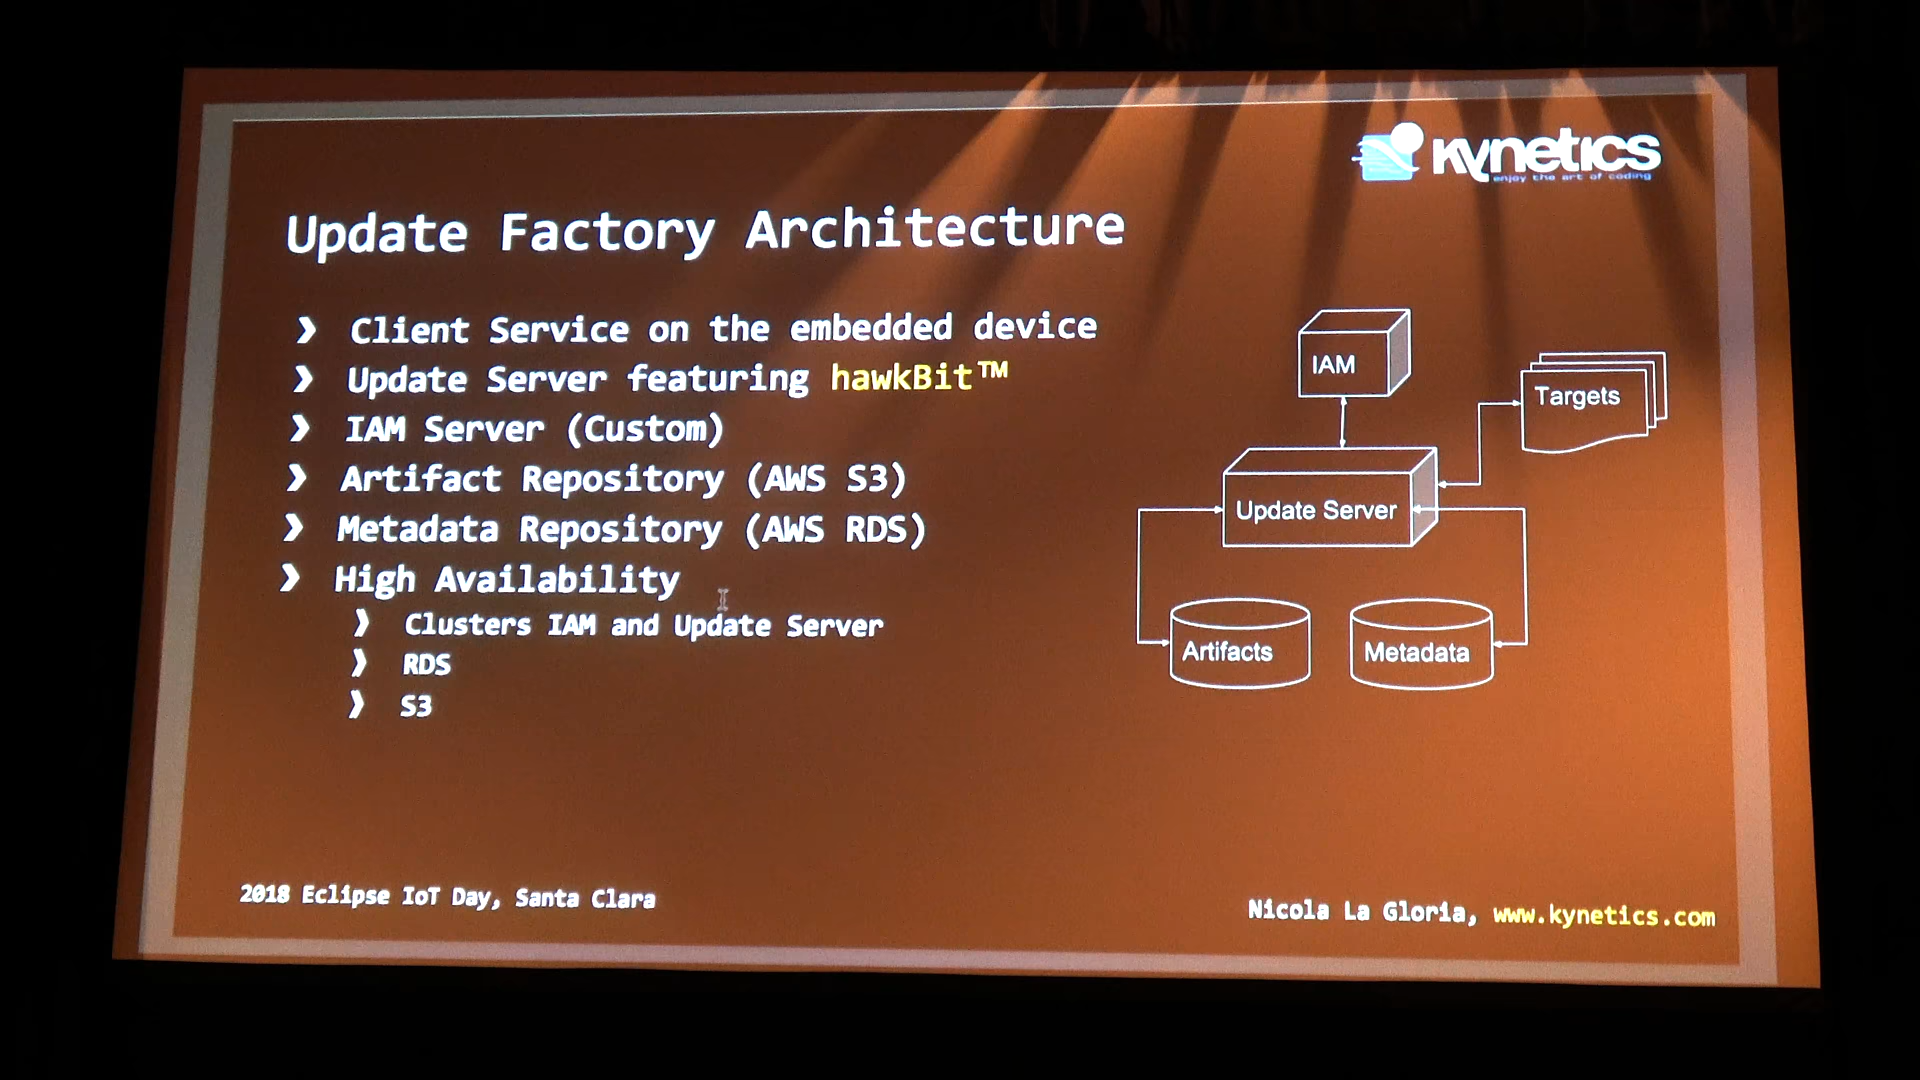 kynetics
enjoy the art of coding
Update Factory Architecture
❯ Client Service on the embedded device
❯ Update Server featuring hawkBit™
❯ IAM Server (Custom)
❯ Artifact Repository (AWS S3)
❯ Metadata Repository (AWS RDS)
❯ High Availability
❯ Clusters IAM and Update Server
❯ RDS
❯ S3
IAM
Targets
Update Server
Artifacts
Metadata
2018 Eclipse IoT Day, Santa Clara
Nicola La Gloria, www.kynetics.com